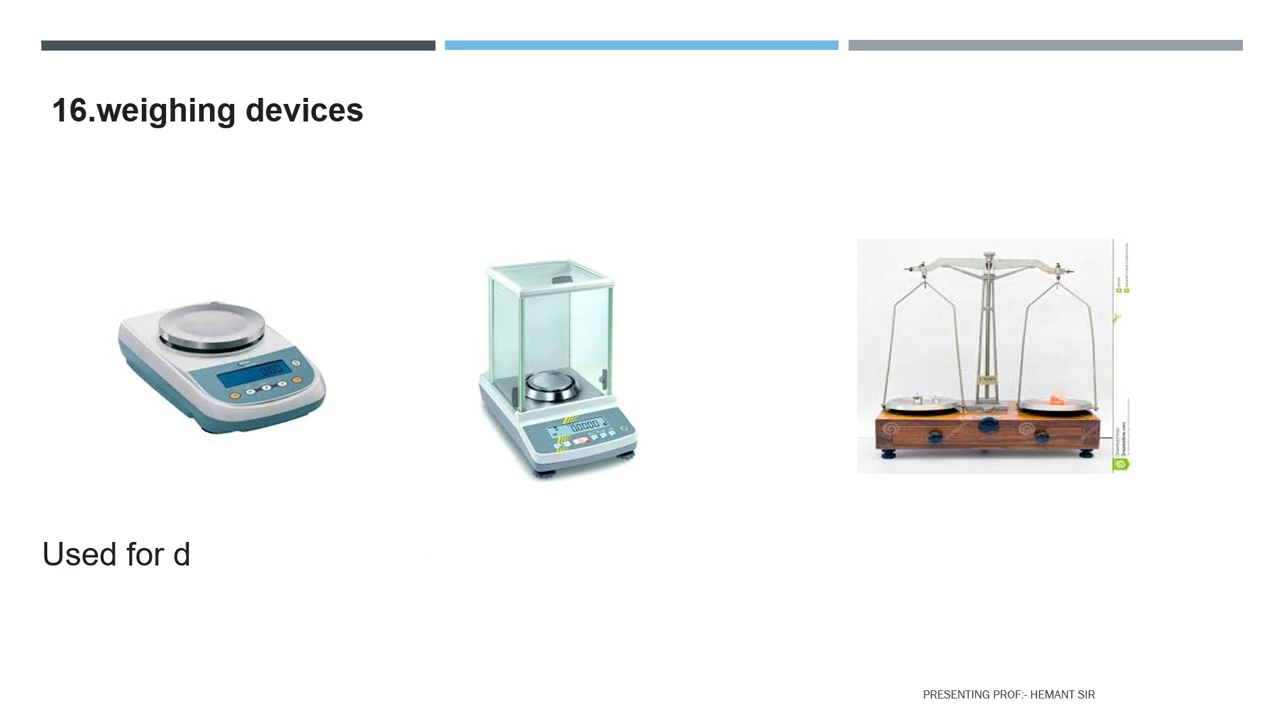 16.weighing devices
Used for d
PRESENTING PROF:- HEMANT SIR